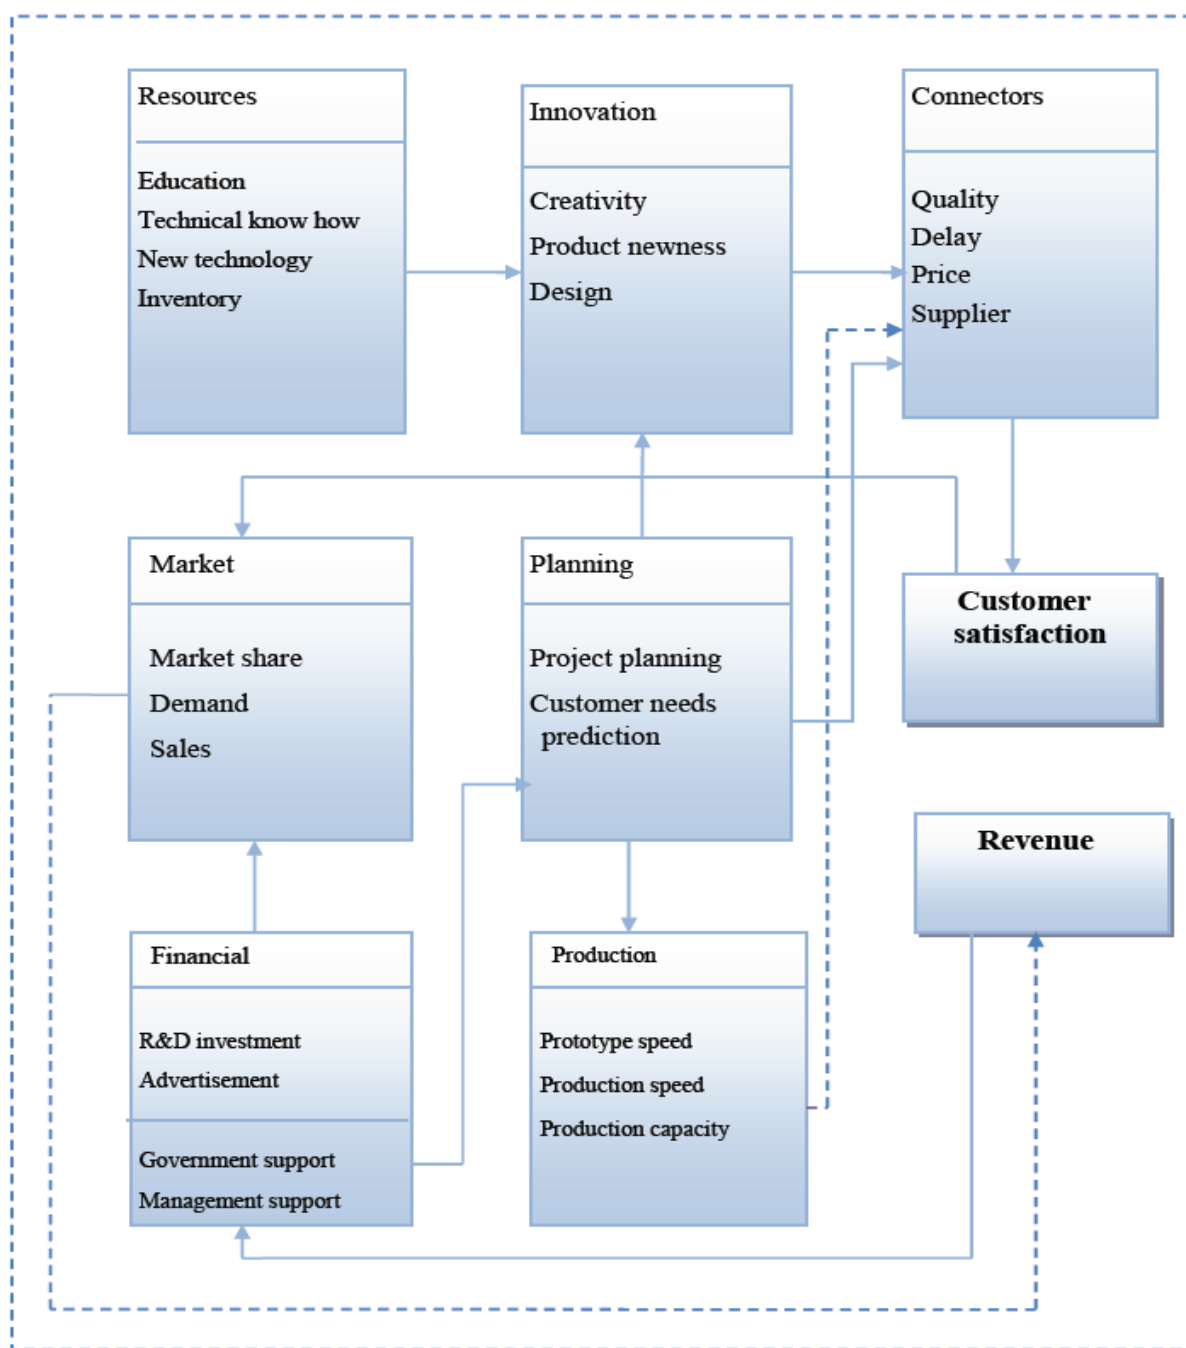 Resources
Education
Technical know how
New technology
Inventory
Innovation
Creativity
Product newness
Design
Connectors
Quality
Delay
Price
Supplier
Market
Market share
Demand
Sales
Planning
Project planning
Customer needs
prediction
Customer
satisfaction
Revenue
Financial
R&D investment
Advertisement
Government support
Management support
Production
Prototype speed
Production speed
Production capacity